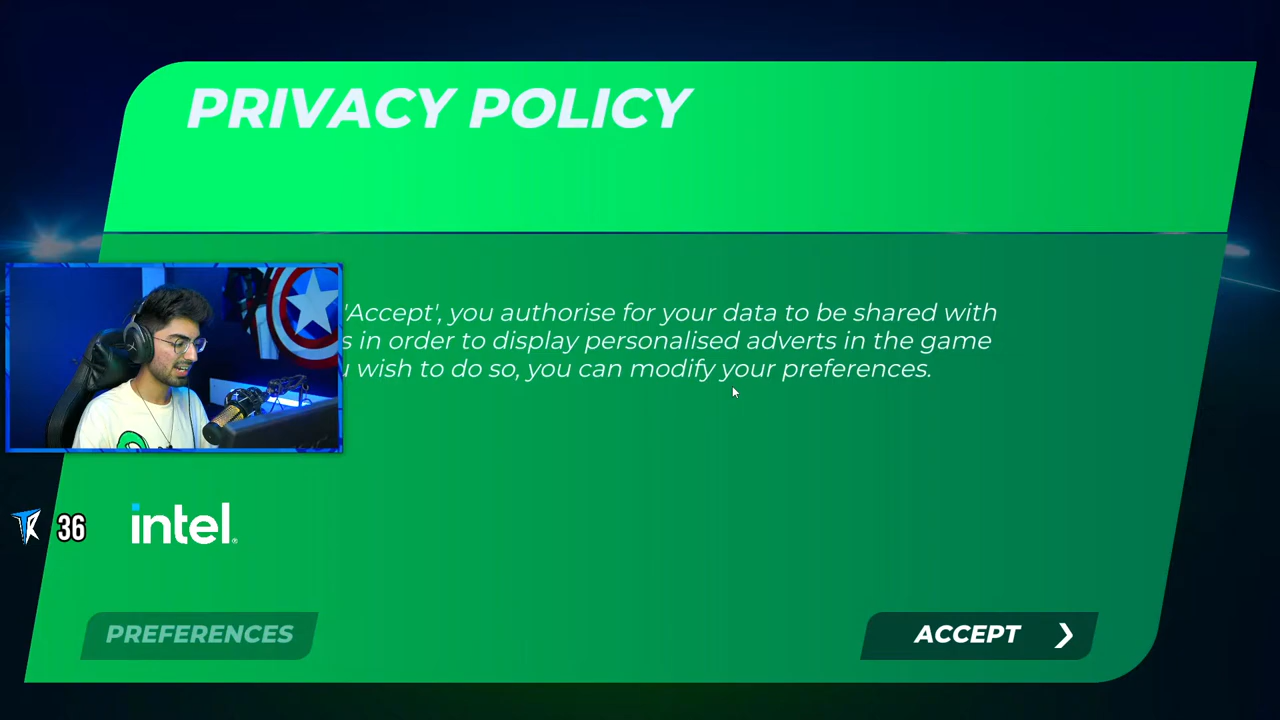 PRIVACY POLICY
'Accept', you authorise for your data to be shared with
s in order to display personalised adverts in the game
wish to do so, you can modify your preferences.
36
intel.
PREFERENCES
ACCEPT